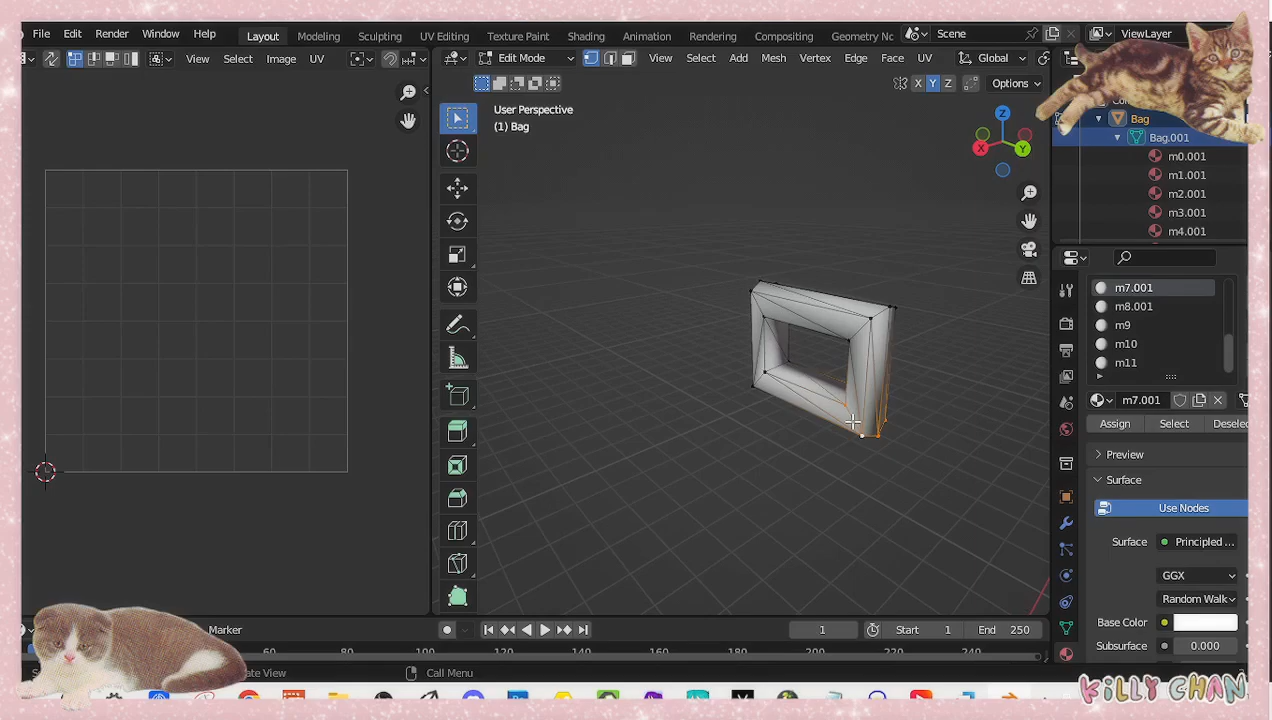 File Edit Render Window Help Layout Modeling Sculpting UV Editing Texture Paint Shading Animation Rendering Compositing Geometry Nc Scene ViewLayer
View Select Image UV Edit Mode View Select Add Mesh Vertex Edge Face UV Global
X Y Z Options
User Perspective
(1) Bag
Z
X Y
Bag
Bag.001
m0.001
m1.001
m2.001
m3.001
m4.001
m7.001
m8.001
m9
m10
m11
m7.001
Assign Select Deselec
Preview
Surface
Use Nodes
Surface Principled ...
GGX
Random Walk
Base Color
Subsurface 0.000
Marker 1 Start 1 End 250
60 80 100 120 140 160 180 200 220 240
ate View Call Menu
KiLLY CHAN